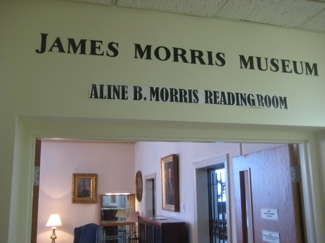 JAMES MORRIS MUSEUM
ALINE B. MORRIS READING ROOM